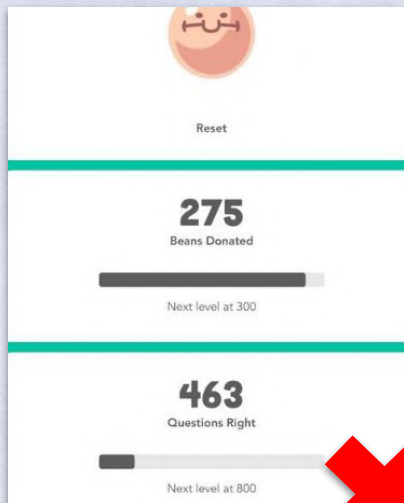 Reset
275
Beans Donated
Next level at 300
463
Questions Right
Next level at 800